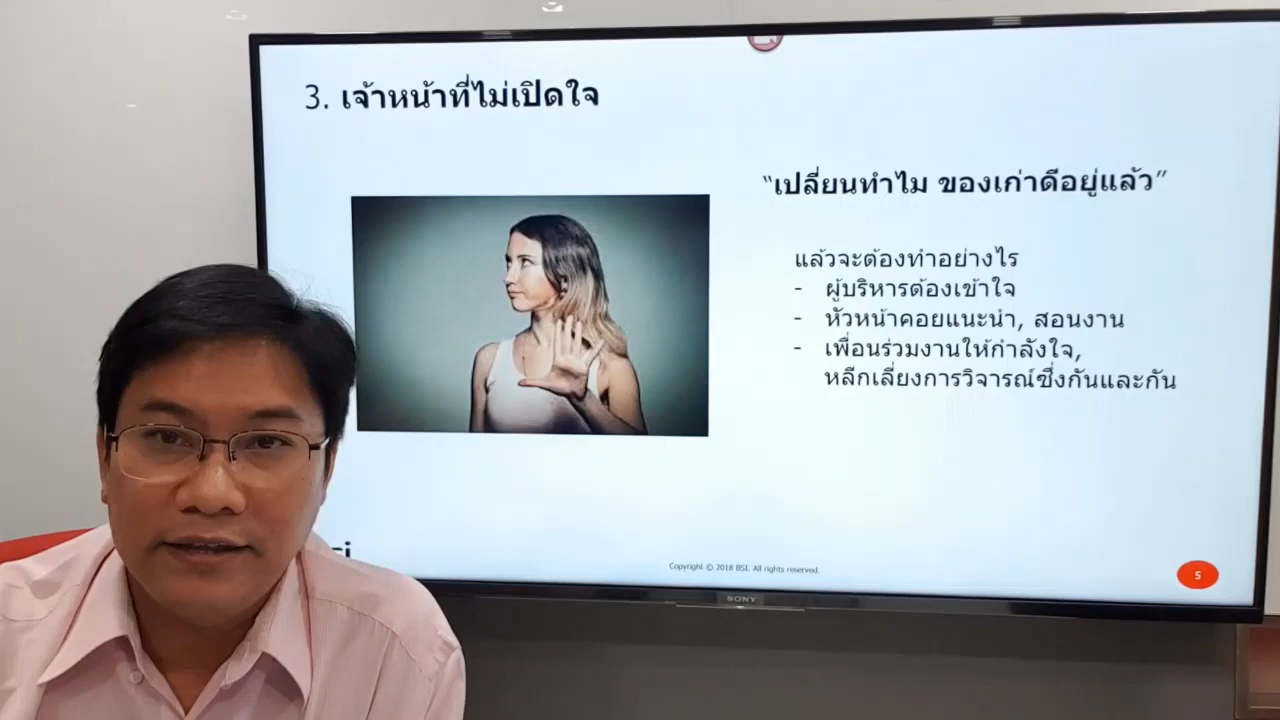 3. เจ้าหน้าที่ไม่เปิดใจ
“เปลี่ยนทำไม ของเก่าดีอยู่แล้ว”
แล้วจะต้องทำอย่างไร
- ผู้บริหารต้องเข้าใจ
- หัวหน้าคอยแนะนำ, สอนงาน
- เพื่อนร่วมงานให้กำลังใจ,
หลีกเลี่ยงการวิจารณ์ซึ่งกันและกัน
Copyright © 2018 BSI. All rights reserved.
5
SONY